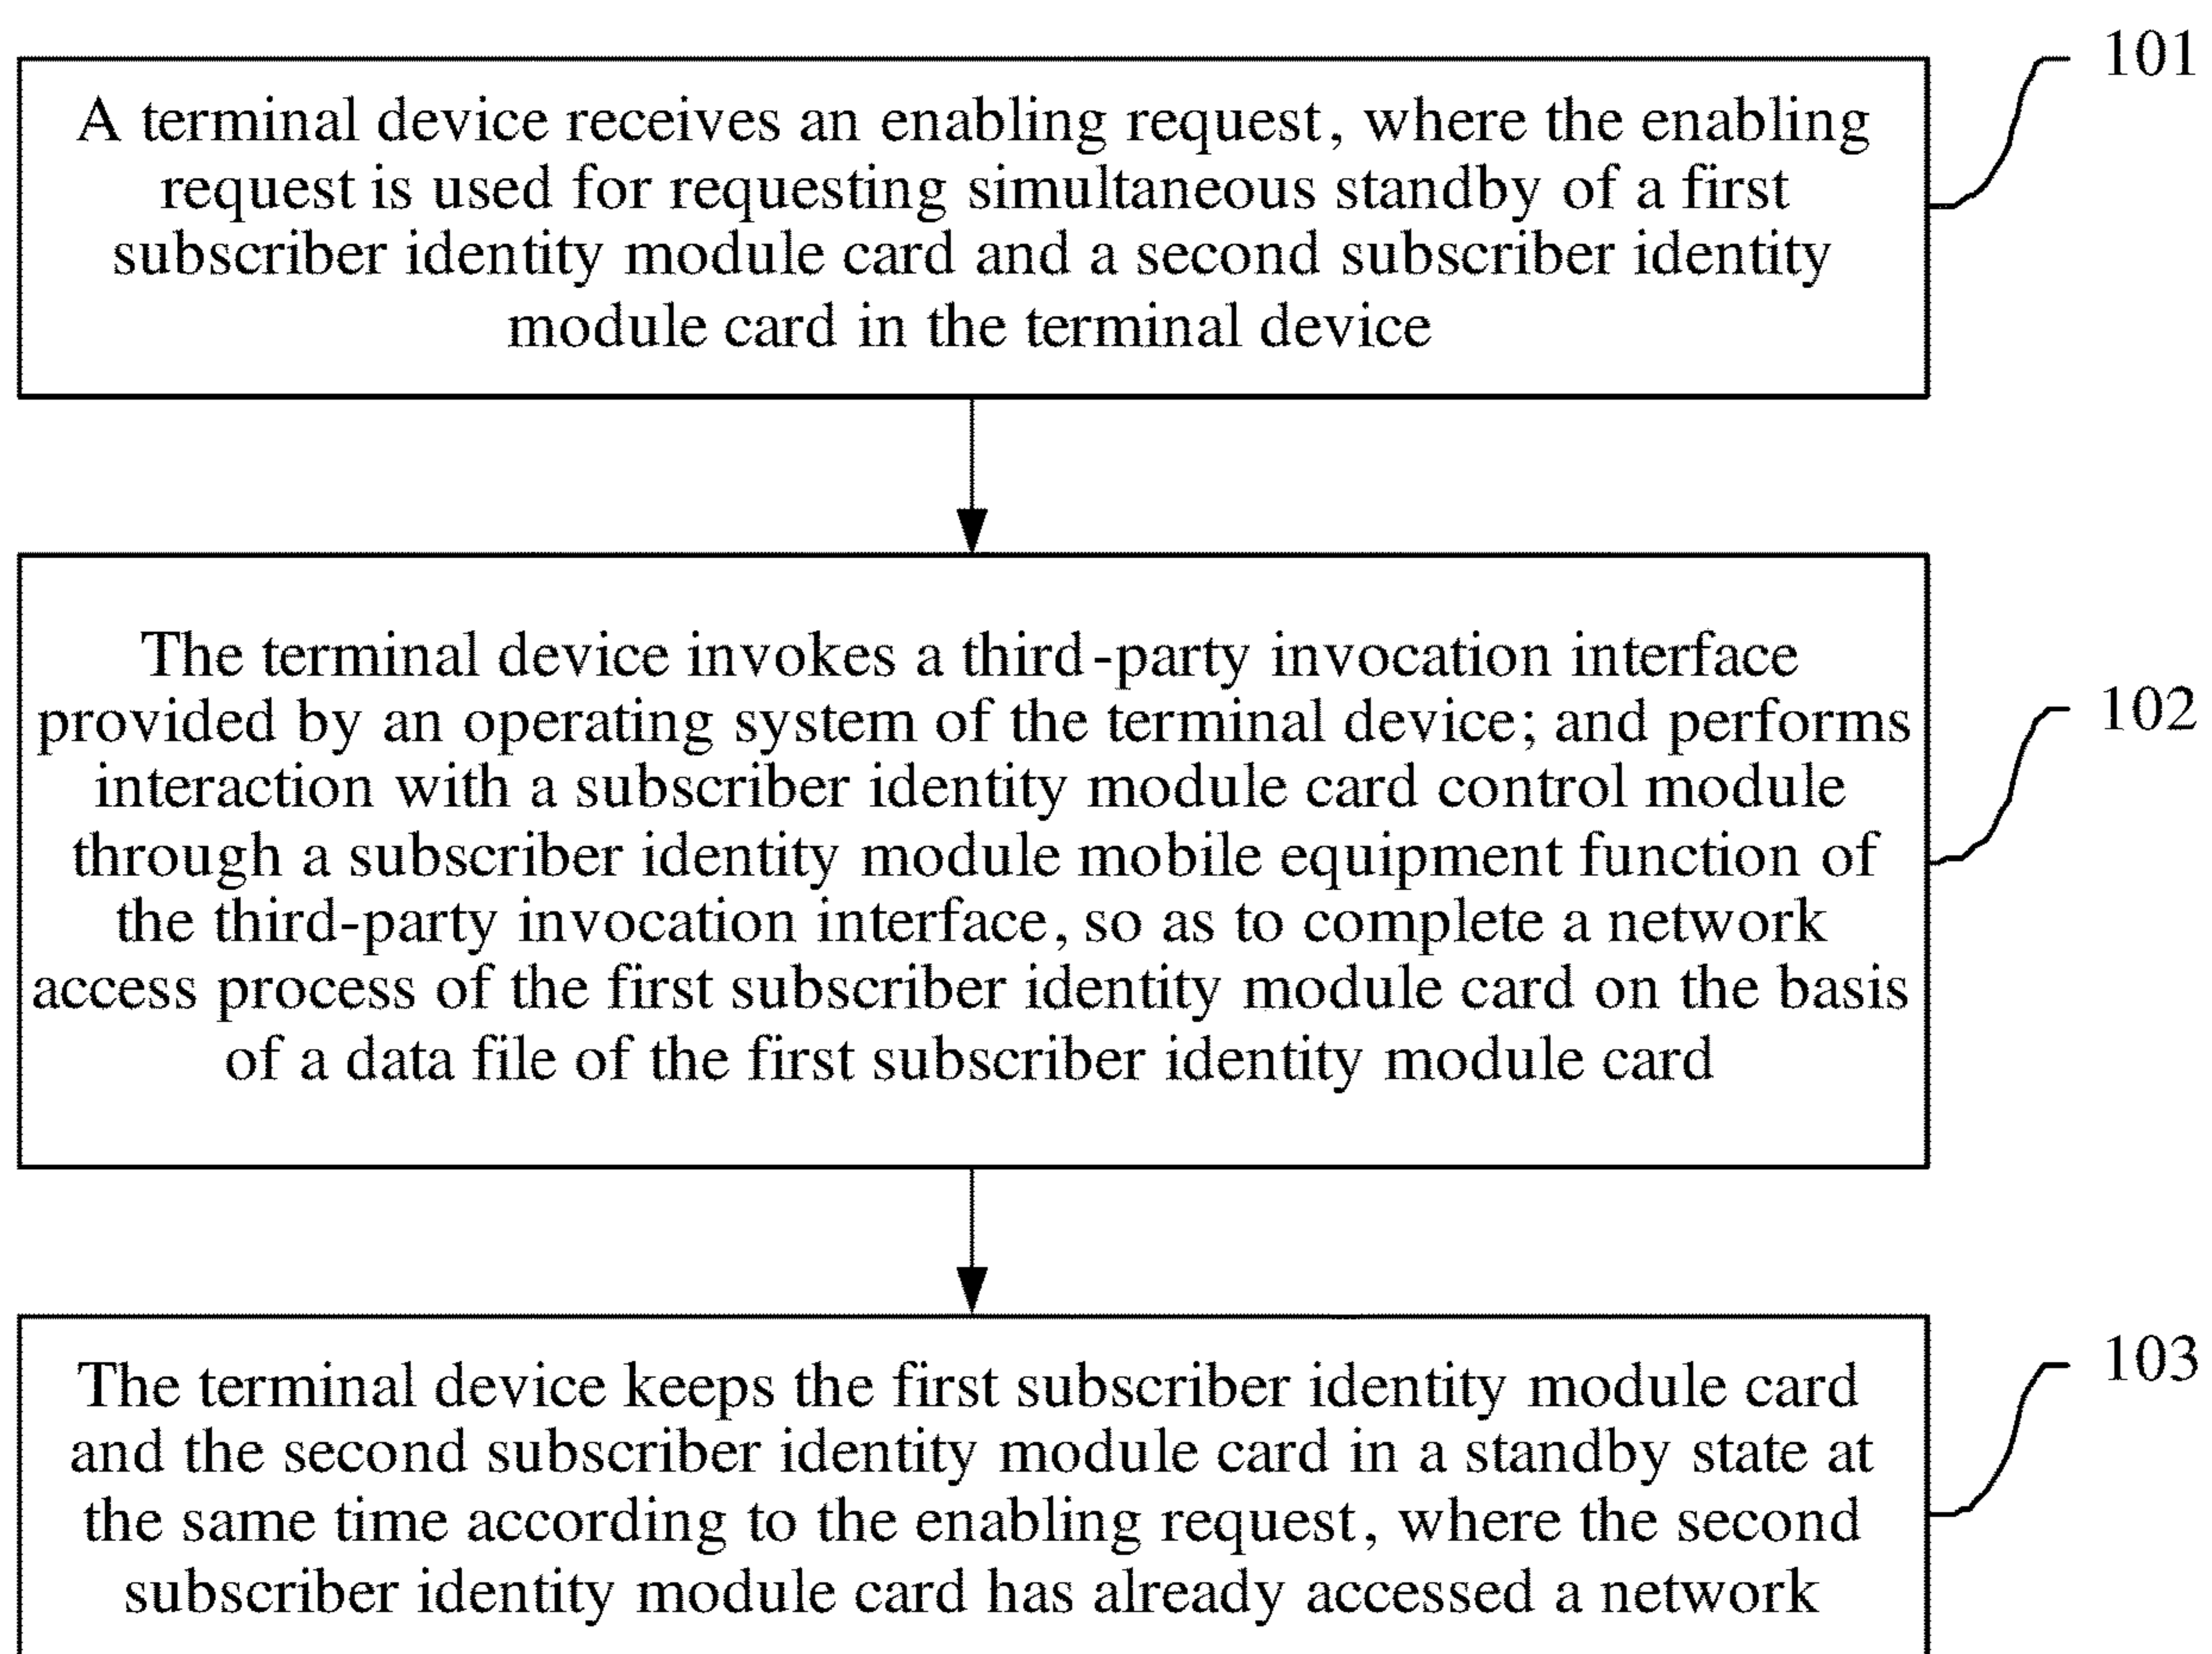 101
A terminal device receives an enabling request, where the enabling
request is used for requesting simultaneous standby of a first
subscriber identity module card and a second subscriber identity
module card in the terminal device
102
The terminal device invokes a third-party invocation interface
provided by an operating system of the terminal device; and performs
interaction with a subscriber identity module card control module
through a subscriber identity module mobile equipment function of
the third-party invocation interface, so as to complete a network
access process of the first subscriber identity module card on the basis
of a data file of the first subscriber identity module card
103
The terminal device keeps the first subscriber identity module card
and the second subscriber identity module card in a standby state at
the same time according to the enabling request, where the second
subscriber identity module card has already accessed a network